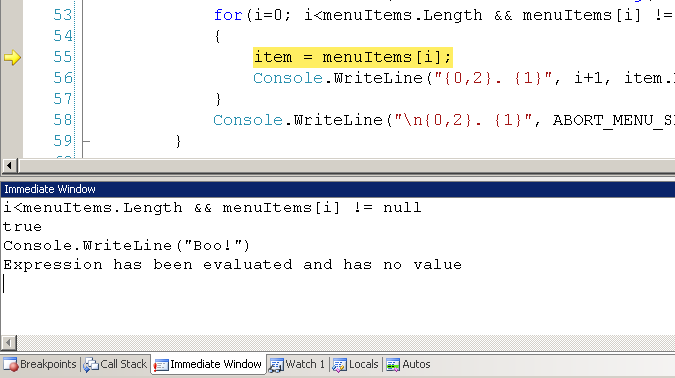 53 for(i=0; i<menuItems.Length && menuItems[i] !=
54 {
55 item = menuItems[i];
56 Console.WriteLine("{0,2}. {1}", i+1, item.
57 }
58 Console.WriteLine("\n{0,2}. {1}", ABORT_MENU_S
59 }
Immediate Window
i<menuItems.Length && menuItems[i] != null
true
Console.WriteLine("Boo!")
Expression has been evaluated and has no value
Breakpoints Call Stack Immediate Window Watch 1 Locals Autos